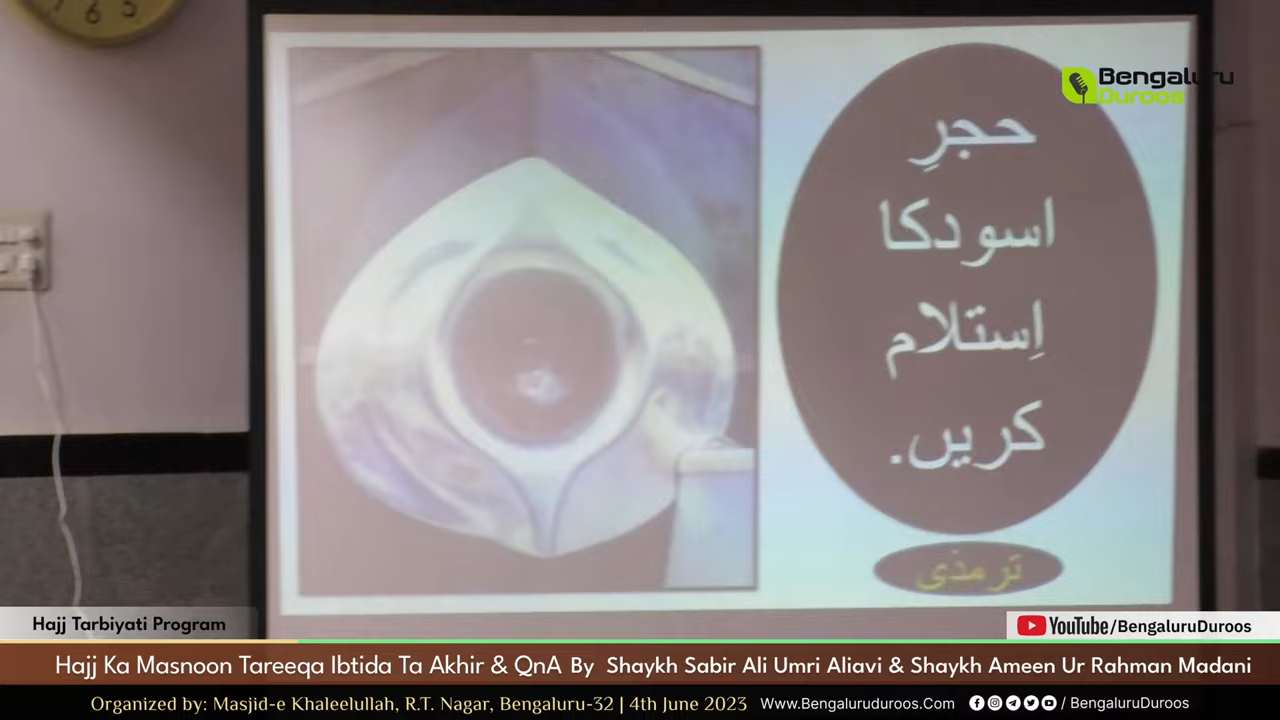 6 5
Bengaluru
Duroos
حجرِ
اسودکا
اِستلام
کریں.
ترمذی
Hajj Tarbiyati Program
YouTube/BengaluruDuroos
Hajj Ka Masnoon Tareeqa Ibtida Ta Akhir & QnA By Shaykh Sabir Ali Umri Aliavi & Shaykh Ameen Ur Rahman Madani
Organized by: Masjid-e Khaleelullah, R.T. Nagar, Bengaluru-32 | 4th June 2023 Www.Bengaluruduroos.Com / BengaluruDuroos